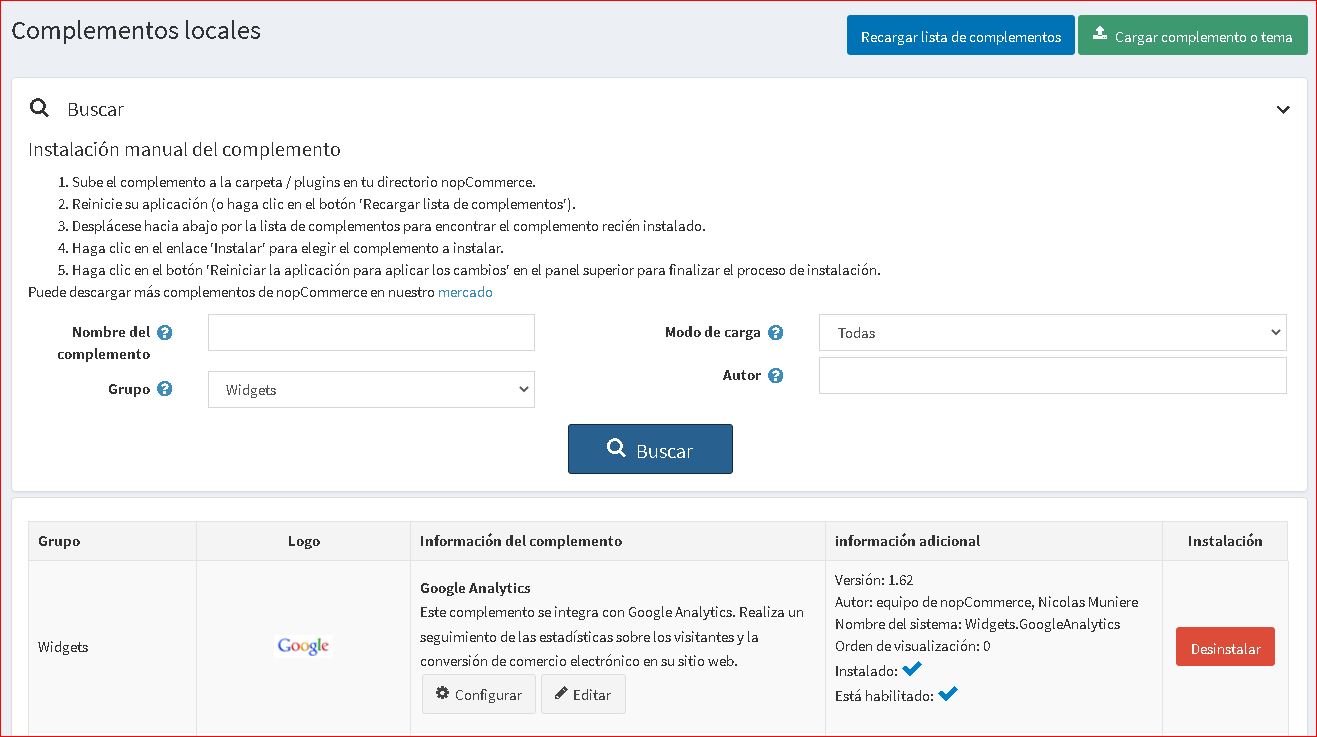 Complementos locales
Recargar lista de complementos
Cargar complemento o tema
Buscar
Instalación manual del complemento
1. Sube el complemento a la carpeta / plugins en tu directorio nopCommerce.
2. Reinicie su aplicación (o haga clic en el botón 'Recargar lista de complementos').
3. Desplácese hacia abajo por la lista de complementos para encontrar el complemento recién instalado.
4. Haga clic en el enlace 'Instalar' para elegir el complemento a instalar.
5. Haga clic en el botón 'Reiniciar la aplicación para aplicar los cambios' en el panel superior para finalizar el proceso de instalación.
Puede descargar más complementos de nopCommerce en nuestro mercado
Nombre del
complemento
Modo de carga
Todas
Autor
Grupo
Widgets
Buscar
Grupo
Logo
Información del complemento
información adicional
Instalación
Widgets
Google
Google Analytics
Este complemento se integra con Google Analytics. Realiza un
seguimiento de las estadísticas sobre los visitantes y la
conversión de comercio electrónico en su sitio web.
Configurar
Editar
Versión: 1.62
Autor: equipo de nopCommerce, Nicolas Muniere
Nombre del sistema: Widgets.GoogleAnalytics
Orden de visualización: 0
Instalado:
Está habilitado:
Desinstalar